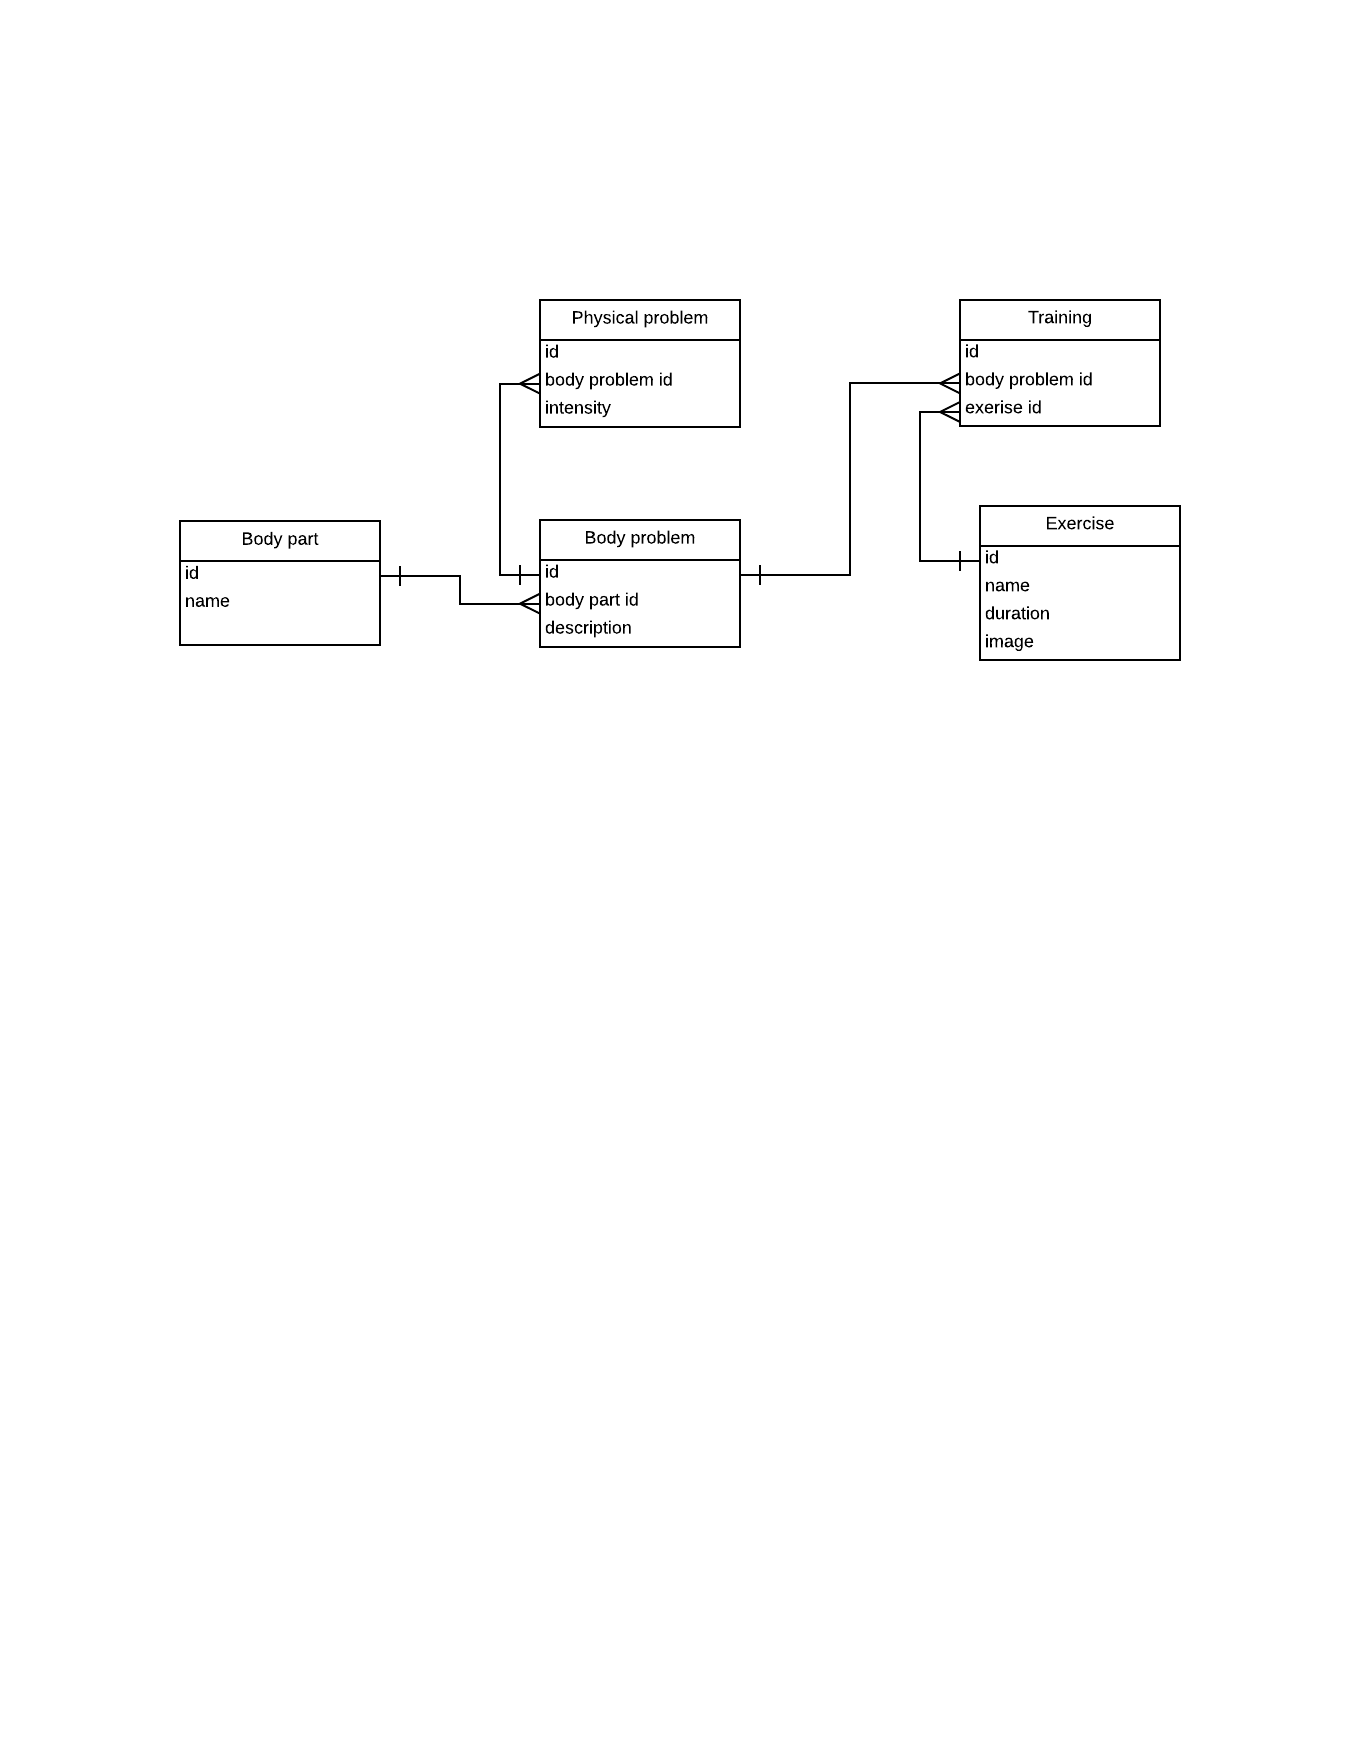 Physical problem
id
body problem id
intensity
Training
id
body problem id
exerise id
Body part
id
name
Body problem
id
body part id
description
Exercise
id
name
duration
image